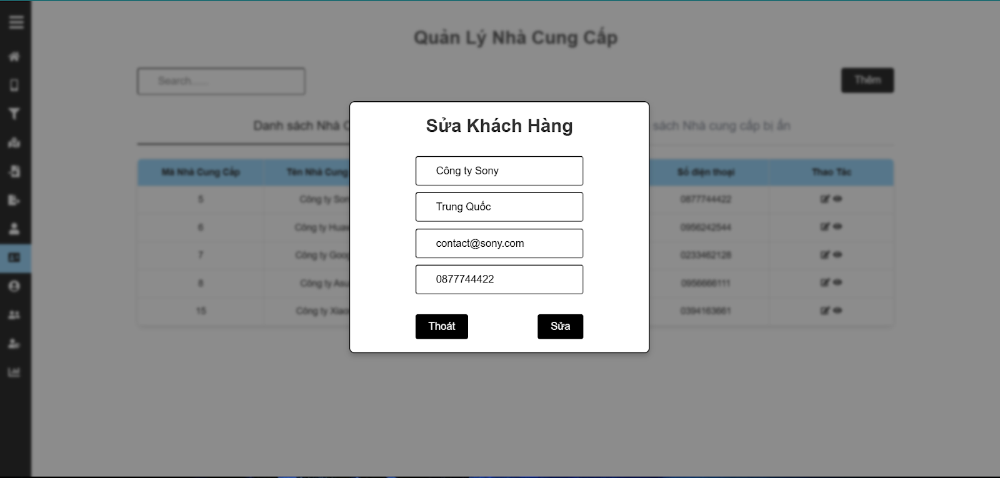 Quản Lý Nhà Cung Cấp
Search......
Thêm
Danh sách Nhà C
sách Nhà cung cấp bị ẩn
Sửa Khách Hàng
Công ty Sony
Trung Quốc
contact@sony.com
0877744422
Thoát
Sửa
Mã Nhà Cung Cấp Tên Nhà Cung Số điện thoại Thao Tác
5 Công ty Son 0877744422
6 Công ty Huaw 0956242544
7 Công ty Goog 0233462128
8 Công ty Asu 0956666111
15 Công ty Xiao 0394163661